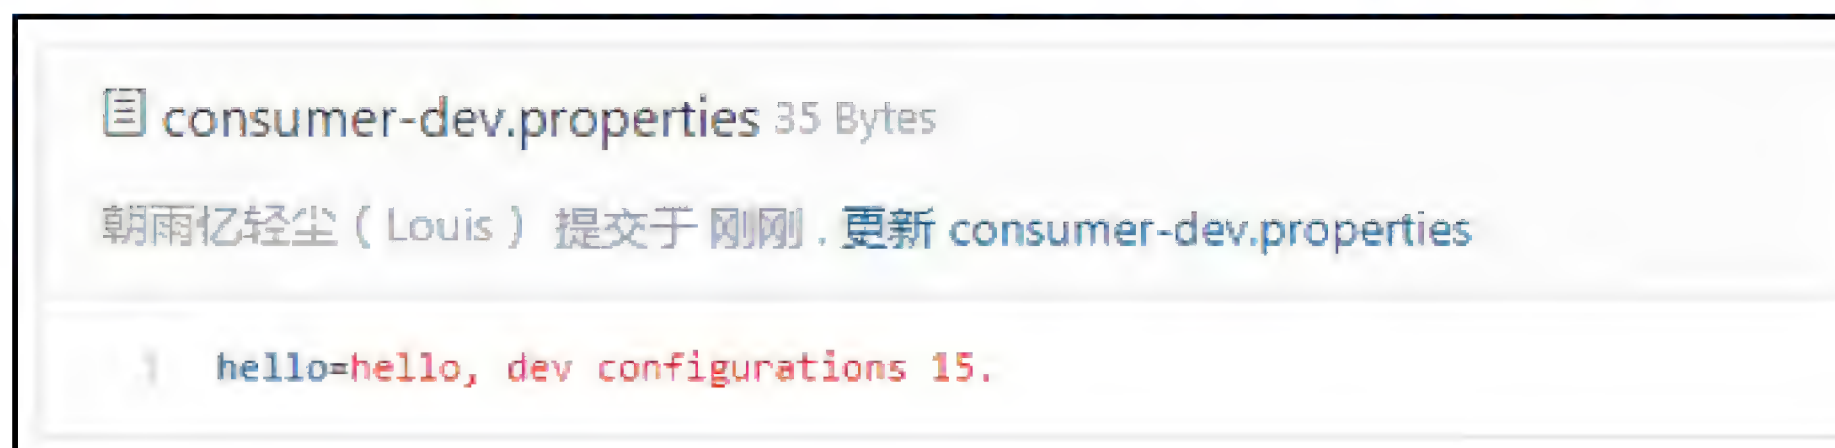 consumer-dev.properties 35 Bytes
朝雨亿轻尘（Louis） 提交于 刚刚 . 更新 consumer-dev.properties
1 hello=hello, dev configurations 15.